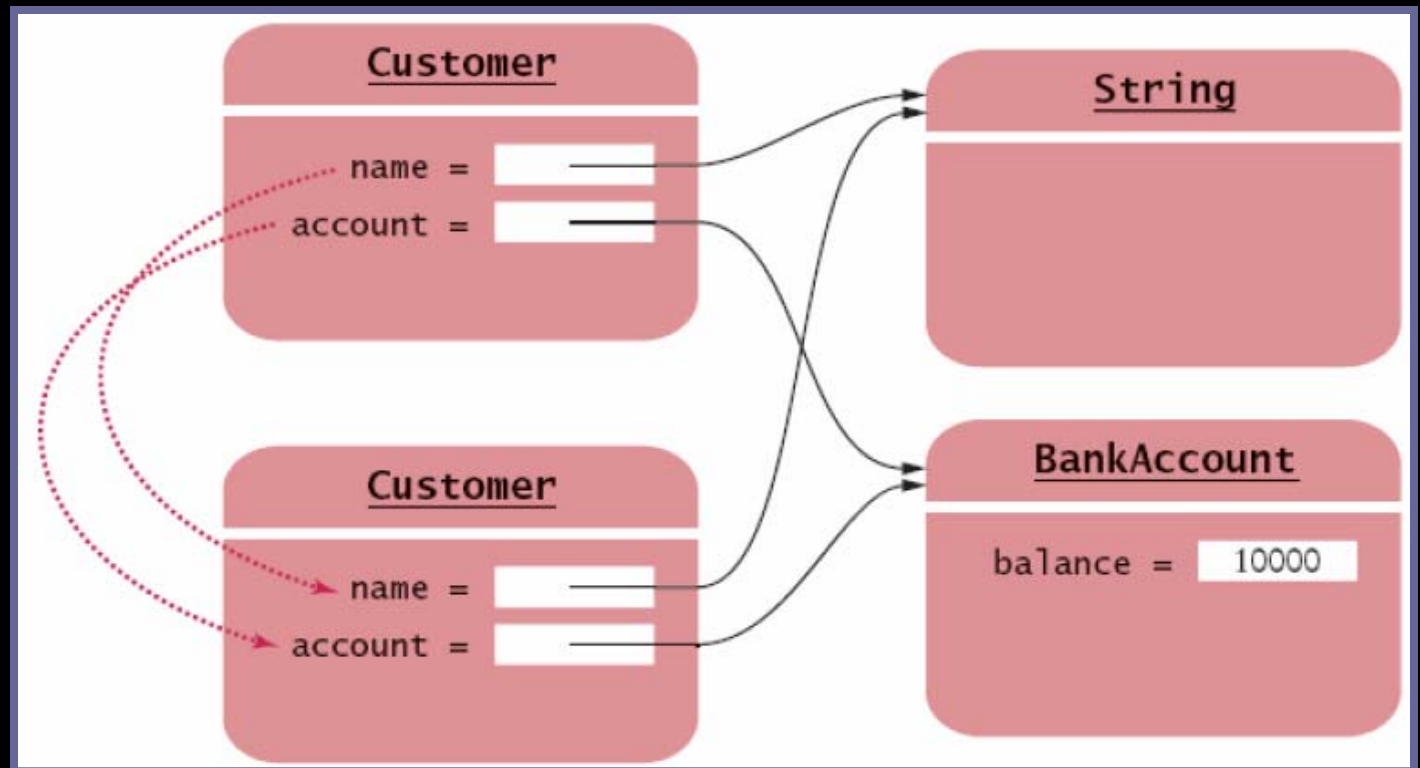 Customer
name =
account =
String
Customer
name =
account =
BankAccount
balance = 10000